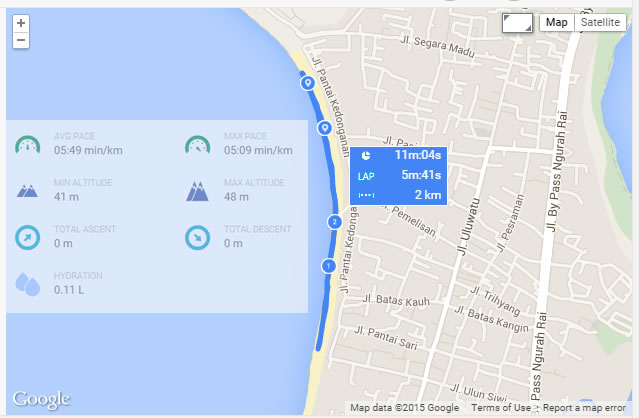 +
−
Map
Satellite
By
Jl. Segara Madu
Jl. Pantai Kedonganan
AVG PACE
05:49 min/km
MAX PACE
05:09 min/km
MIN ALTITUDE
41 m
MAX ALTITUDE
48 m
TOTAL ASCENT
0 m
TOTAL DESCENT
0 m
HYDRATION
0.11 L
11m:04s
LAP
5m:41s
2 km
2
1
Jl. Pemelisan
Jl. Pantai Kedonga
Jl. Uluwatu
Jl. Pesraman
Jl. By Pass Ngurah Rai
Jl. Trihyang
Jl. Batas Kauh
Jl. Batas Kangin
Jl. Pantai Sari
Jl. Ulun Siwi
Pass Ngurah Rai
Google
Map data ©2015 Google
Terms of Use
Report a map error